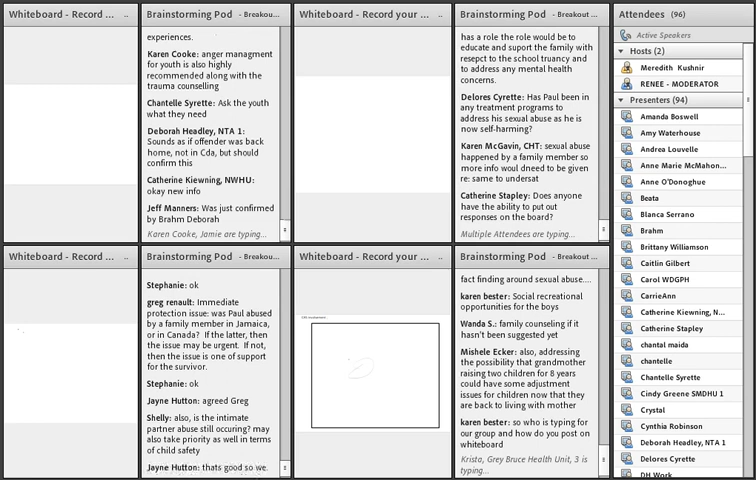 Whiteboard - Record ... ..
Brainstorming Pod - Breakou...
experiences.
Karen Cooke: anger managment
for youth is also highly
recommended along with the
trauma counselling
Chantelle Syrette: Ask the youth
what they need
Deborah Headley, NTA 1:
Sounds as if offender was back
home, not in Cda, but should
confirm this
Catherine Kiewning, NWHU:
okay new info
Jeff Manners: Was just confirmed
by Brahm Deborah
Karen Cooke, Jamie are typing...
Whiteboard - Record your ... ..
Brainstorming Pod - Breakout ...
has a role the role would be to
educate and suport the family with
resepct to the school truancy and
to address any mental health
concerns.
Delores Cyrette: Has Paul been in
any treatment programs to
address his sexual abuse as he is
now self-harming?
Karen McGavin, CHT: sexual abuse
happened by a family member so
more info woul dneed to be given
re: same to undersat
Catherine Stapley: Does anyone
have the ability to put out
responses on the board?
Multiple Attendees are typing...
Whiteboard - Record ... ..
Brainstorming Pod - Breakou...
Stephanie: ok
greg renault: Immediate
protection issue: was Paul abused
by a family member in Jamaica,
or in Canada? If the latter, then
the issue may be urgent. If not,
then the issue is one of support
for the survivor.
Stephanie: ok
Jayne Hutton: agreed Greg
Shelly: also, is the intimate
partner abuse still occuring? may
also take priority as well in terms
of child safety
Jayne Hutton: thats good so we.
Whiteboard - Record your ... ..
Brainstorming Pod - Breakout ...
fact finding around sexual abuse....
karen bester: Social recreational
opportunities for the boys
Wanda S.: family counseling if it
hasn't been suggested yet
Mishele Ecker: also, addressing
the possibility that grandmother
raising two children for 8 years
could have some adjustment
issues for children now that they
are back to living with mother
karen bester: so who is typing for
our group and how do you post on
whiteboard
Krista, Grey Bruce Health Unit, 3 is
typing...
Attendees (96)
Active Speakers
Hosts (2)
Meredith Kushnir
RENEE - MODERATOR
Presenters (94)
Amanda Boswell
Amy Waterhouse
Andrea Louvelle
Anne Marie McMahon...
Anne O'Donoghue
Beata
Blanca Serrano
Brahm
Brittany Williamson
Caitlin Gilbert
Carol WDGPH
CarrieAnn
Catherine Kiewning, N...
Catherine Stapley
chantal maida
chantelle
Chantelle Syrette
Cindy Greene SMDHU 1
Crystal
Cynthia Robinson
Deborah Headley, NTA 1
Delores Cyrette
DH Work